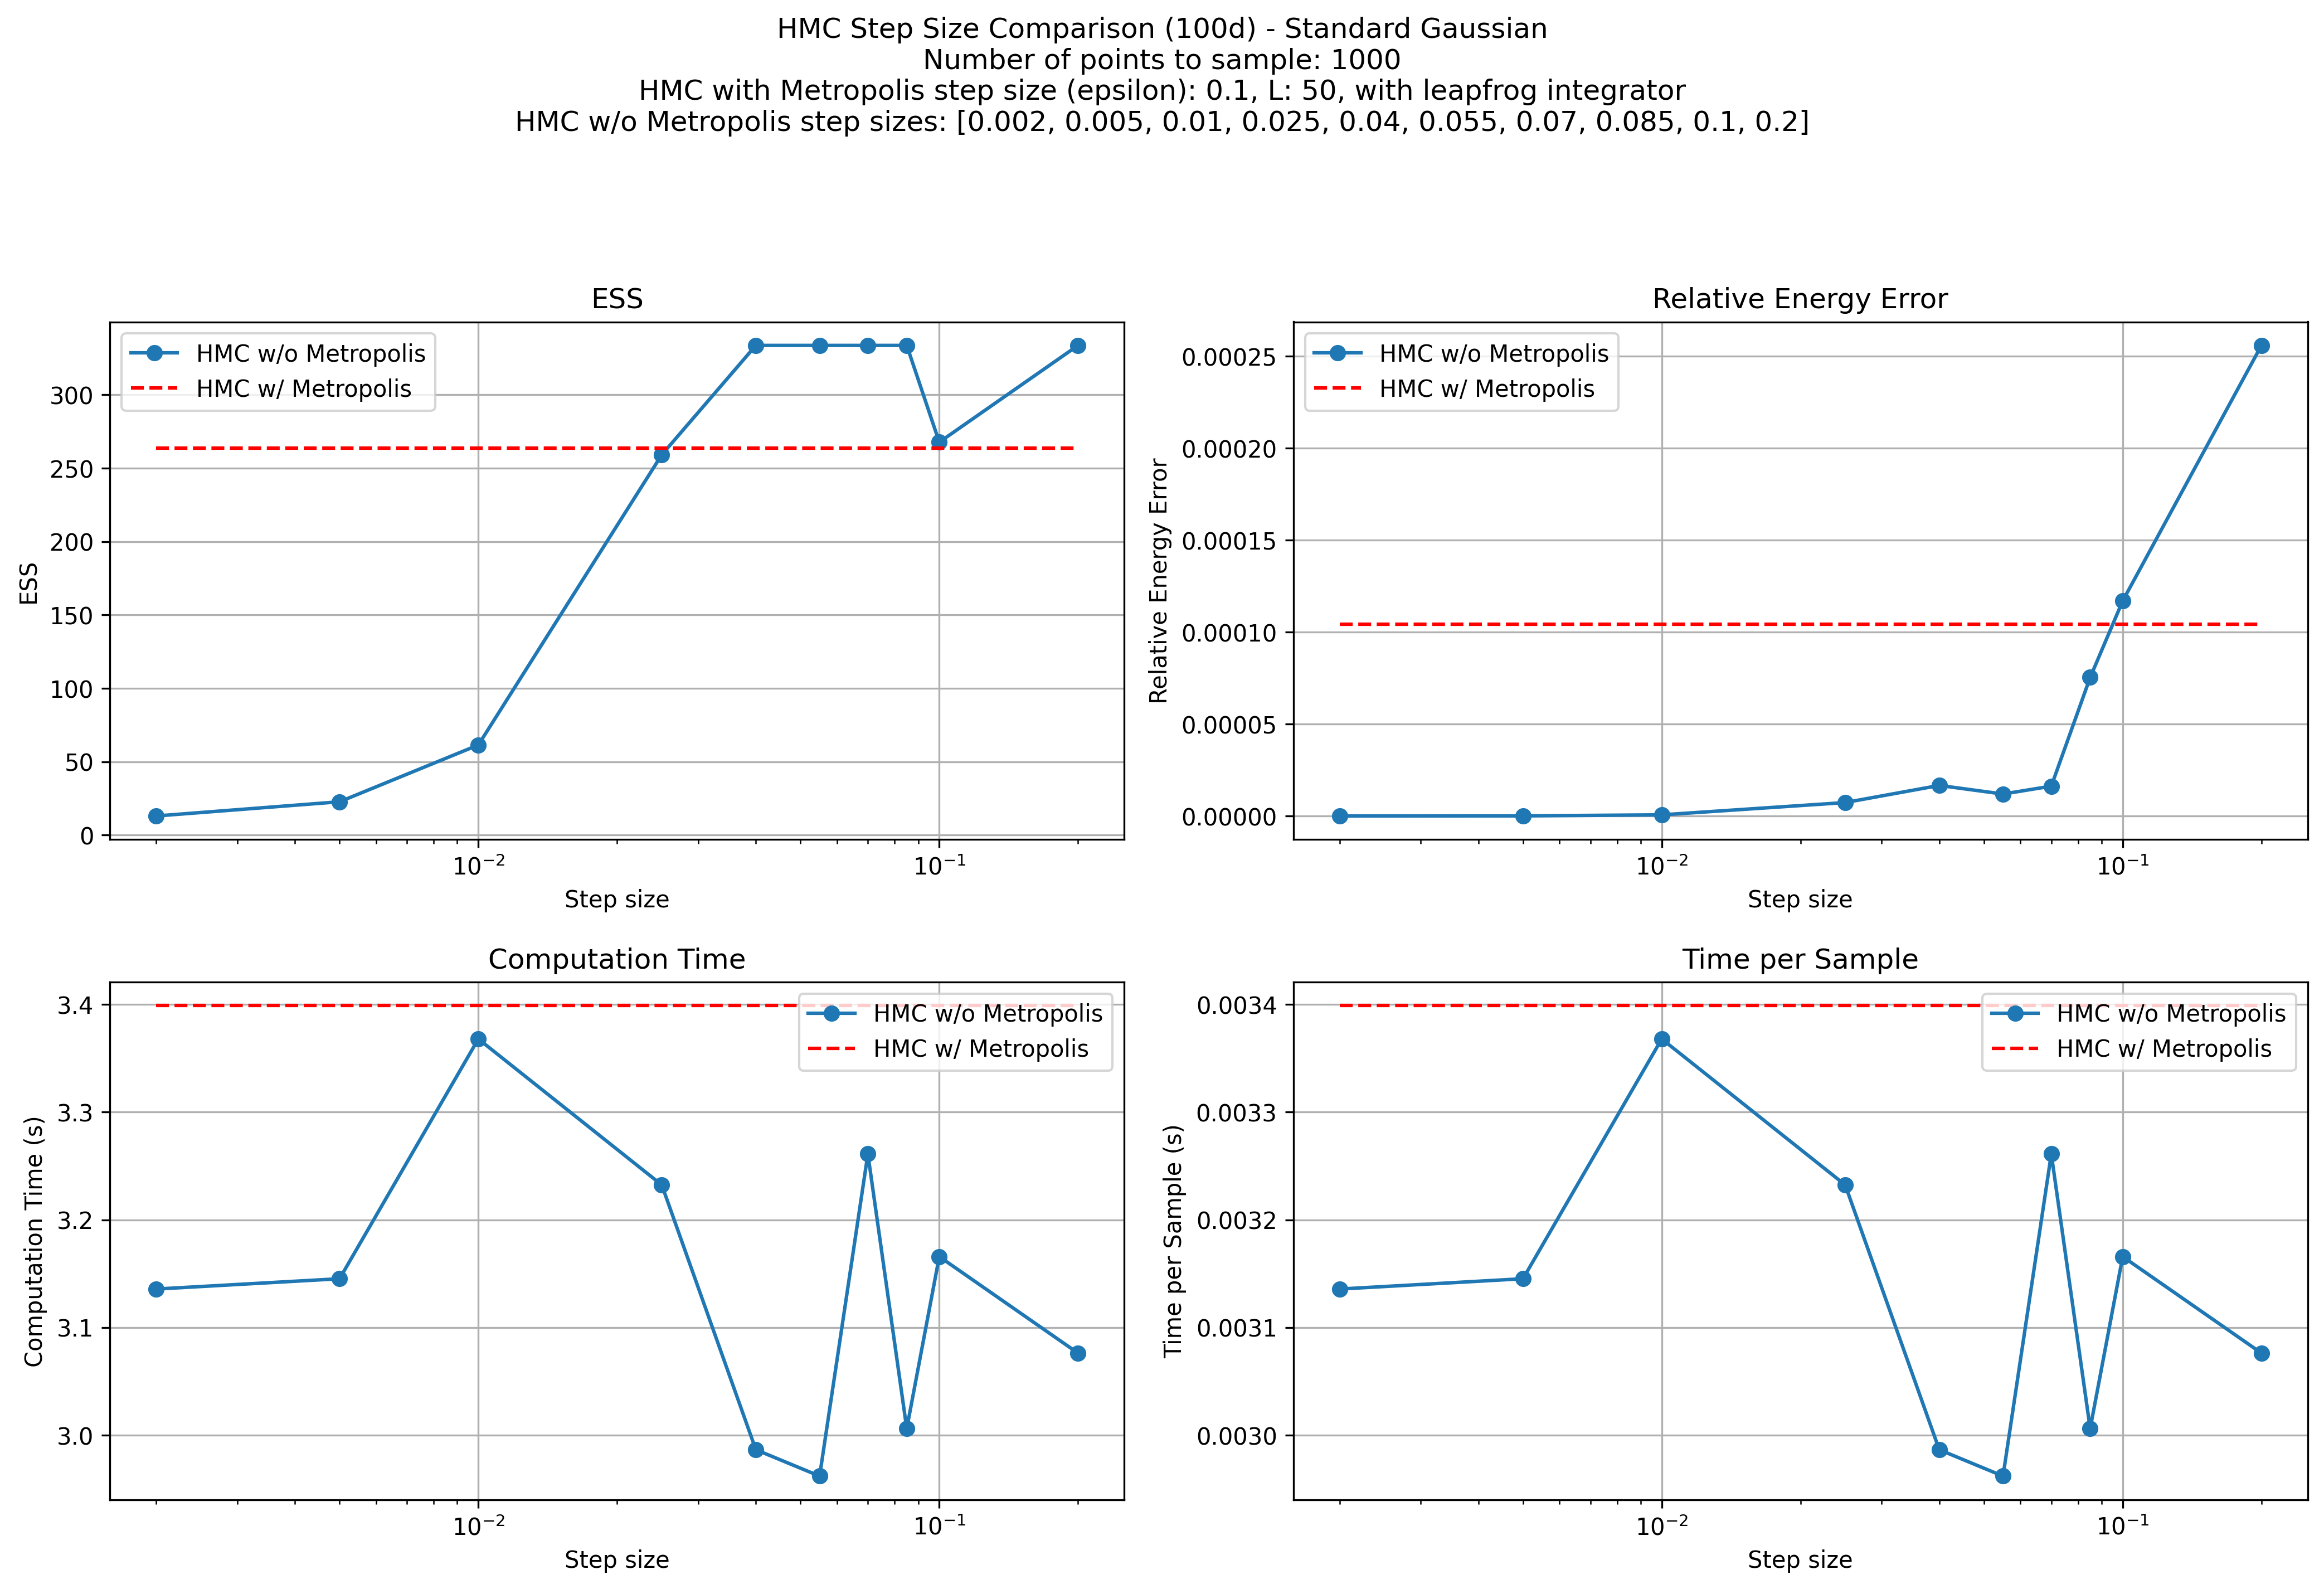 HMC Step Size Comparison (100d) - Standard Gaussian
Number of points to sample: 1000
HMC with Metropolis step size (epsilon): 0.1, L: 50, with leapfrog integrator
HMC w/o Metropolis step sizes: [0.002, 0.005, 0.01, 0.025, 0.04, 0.055, 0.07, 0.085, 0.1, 0.2]
ESS
HMC w/o Metropolis
HMC w/ Metropolis
ESS
300
250
200
150
100
50
0
10⁻²
10⁻¹
Step size
Relative Energy Error
HMC w/o Metropolis
HMC w/ Metropolis
Relative Energy Error
0.00025
0.00020
0.00015
0.00010
0.00005
0.00000
10⁻²
10⁻¹
Step size
Computation Time
HMC w/o Metropolis
HMC w/ Metropolis
Computation Time (s)
3.4
3.3
3.2
3.1
3.0
10⁻²
10⁻¹
Step size
Time per Sample
HMC w/o Metropolis
HMC w/ Metropolis
Time per Sample (s)
0.0034
0.0033
0.0032
0.0031
0.0030
10⁻²
10⁻¹
Step size